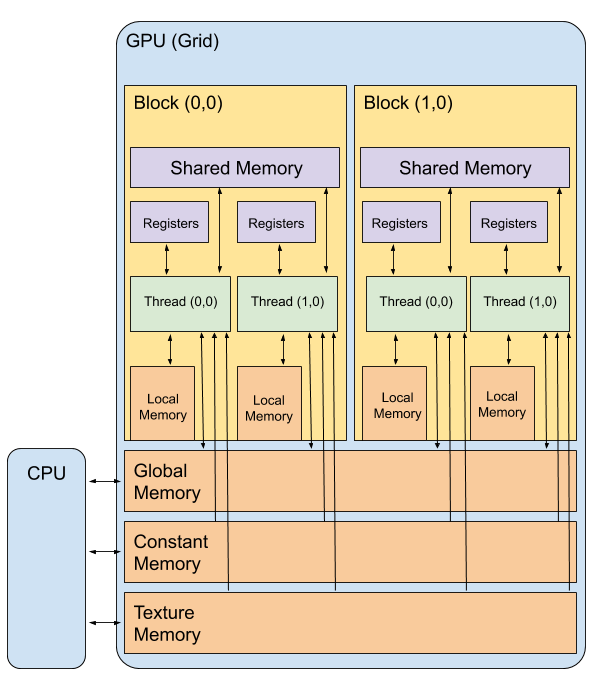 GPU (Grid)
Block (0,0)
Block (1,0)
Shared Memory
Shared Memory
Registers
Registers
Registers
Registers
Thread (0,0)
Thread (1,0)
Thread (0,0)
Thread (1,0)
Local
Memory
Local
Memory
Local
Memory
Local
Memory
CPU
Global
Memory
Constant
Memory
Texture
Memory